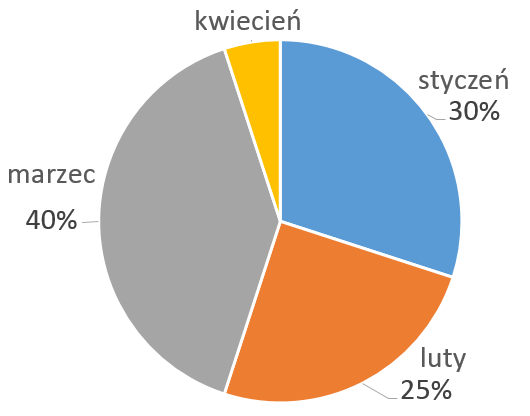 kwiecień
styczeń
30%
marzec
40%
luty
25%